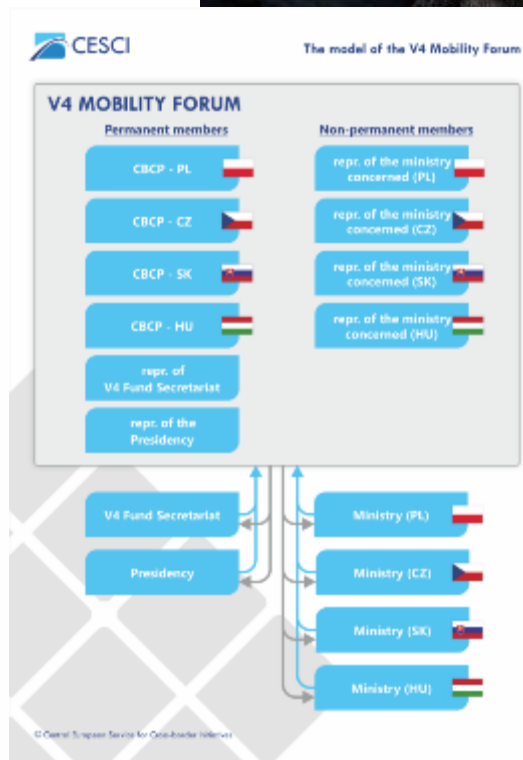 CESCI
The model of the V4 Mobility Forum
V4 MOBILITY FORUM
Permanent members
Non-permanent members
CBCP - PL
CBCP - CZ
CBCP - SK
CBCP - HU
repr. of
V4 Fund Secretariat
repr. of the
Presidency
repr. of the ministry
concerned (PL)
repr. of the ministry
concerned (CZ)
repr. of the ministry
concerned (SK)
repr. of the ministry
concerned (HU)
V4 Fund Secretariat
Presidency
Ministry (PL)
Ministry (CZ)
Ministry (SK)
Ministry (HU)
© Central European Service for Cross-border Initiatives